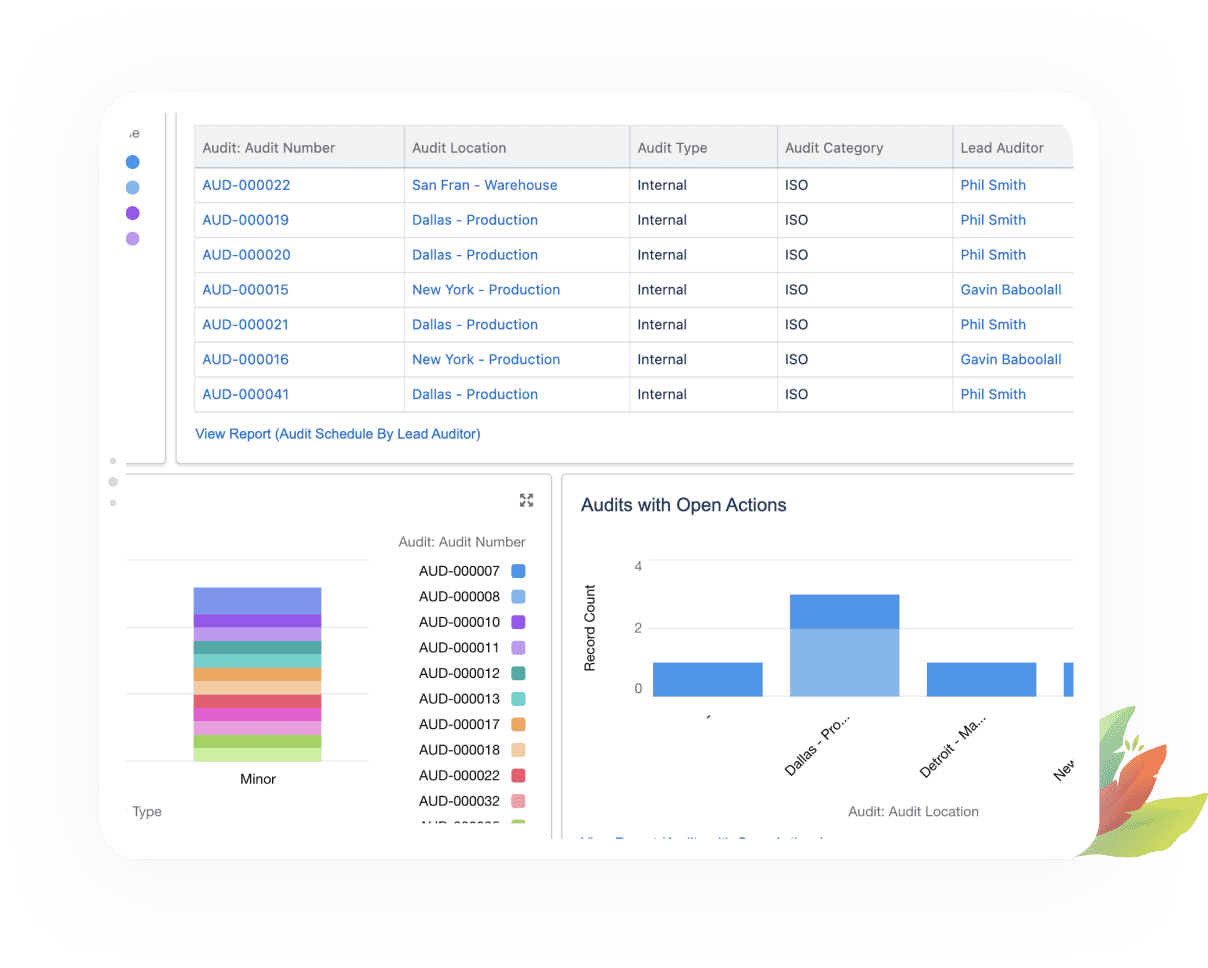 Audit: Audit Number Audit Location Audit Type Audit Category Lead Auditor
AUD-000022 San Fran - Warehouse Internal ISO Phil Smith
AUD-000019 Dallas - Production Internal ISO Phil Smith
AUD-000020 Dallas - Production Internal ISO Phil Smith
AUD-000015 New York - Production Internal ISO Gavin Baboolall
AUD-000021 Dallas - Production Internal ISO Phil Smith
AUD-000016 New York - Production Internal ISO Gavin Baboolall
AUD-000041 Dallas - Production Internal ISO Phil Smith
View Report (Audit Schedule By Lead Auditor)
Audit: Audit Number
AUD-000007
AUD-000008
AUD-000010
AUD-000011
AUD-000012
AUD-000013
AUD-000017
AUD-000018
AUD-000022
AUD-000032
Minor
Type
Audits with Open Actions
Record Count
4
2
0
-
Dallas - Pro...
Detroit - Ma...
New
Audit: Audit Location